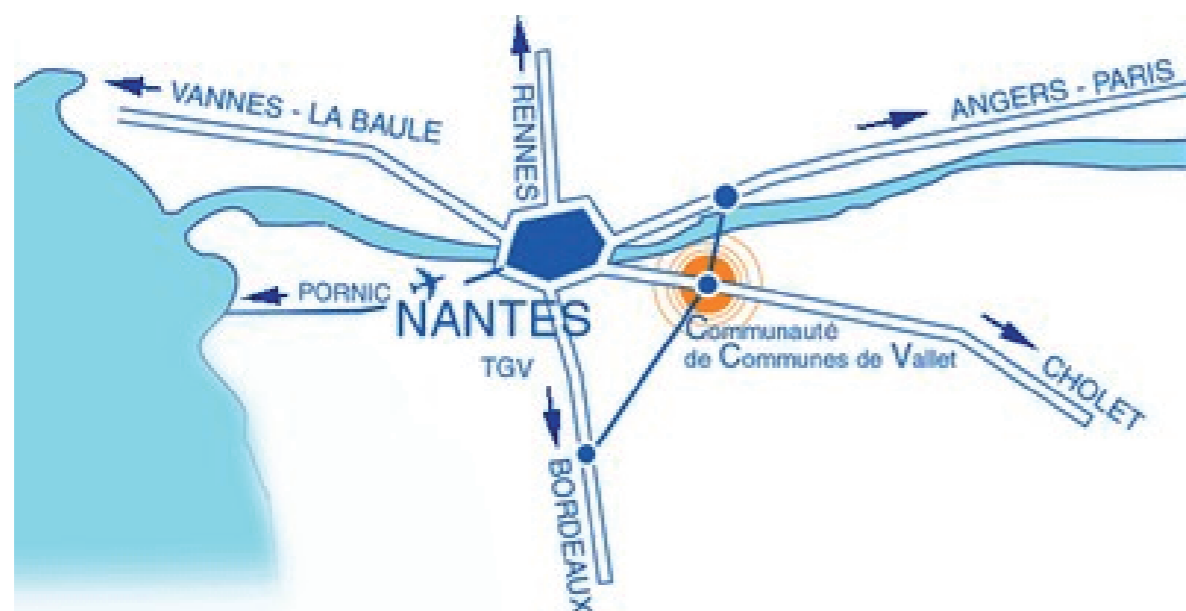 VANNES - LA BAULE
RENNES
ANGERS - PARIS
PORNIC
NANTES
TGV
Communauté
de Communes de Vallet
CHOLET
BORDEAUX